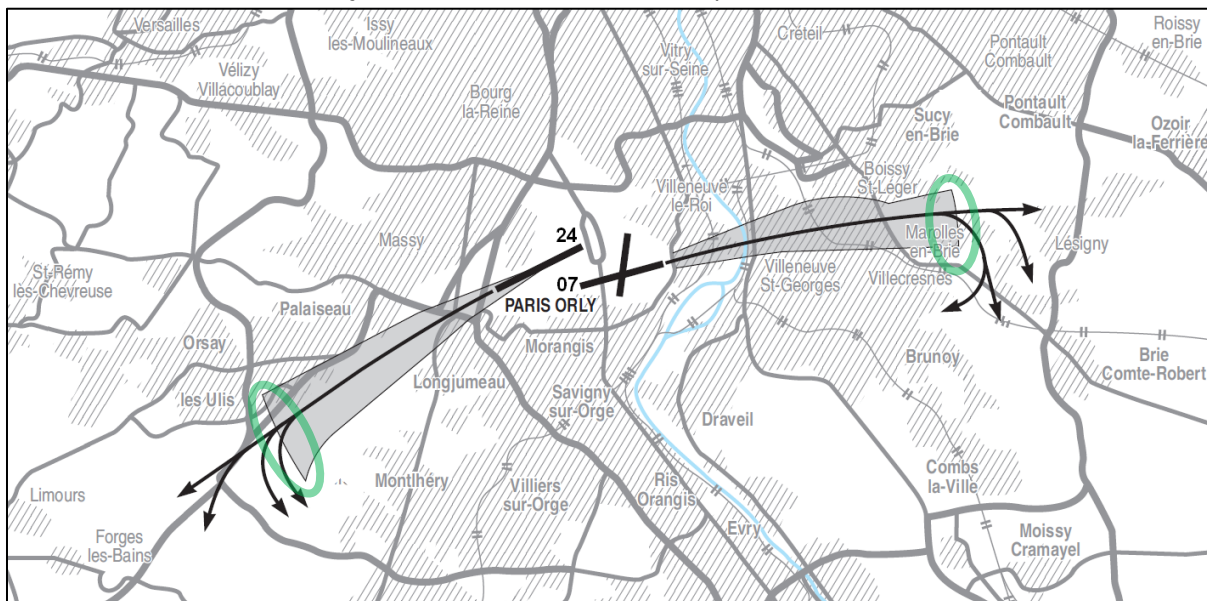 Versailles
Issy
les-Moulineaux
Vélizy
Villacoublay
Bourg
la-Reine
Vitry
sur-Seine
Créteil
Pontault
Combault
Roissy
en-Brie
Pontault
Combault
Sucy
en-Brie
Ozoir
la-Ferrière
Boissy
St-Léger
Villeneuve
le-Roi
Massy
24
07
PARIS ORLY
Marolles
en-Brie
Lésigny
St-Rémy
les-Chevreuse
Palaiseau
Villeneuve
St-Georges
Villecresnes
Orsay
Morangis
Brunoy
Brie
Comte-Robert
les Ulis
Longjumeau
Savigny
sur-Orge
Draveil
Limours
Montlhéry
Villiers
sur-Orge
Ris
Orangis
Combs
la-Ville
Forges
les-Bains
Evry
Moissy
Cramayel